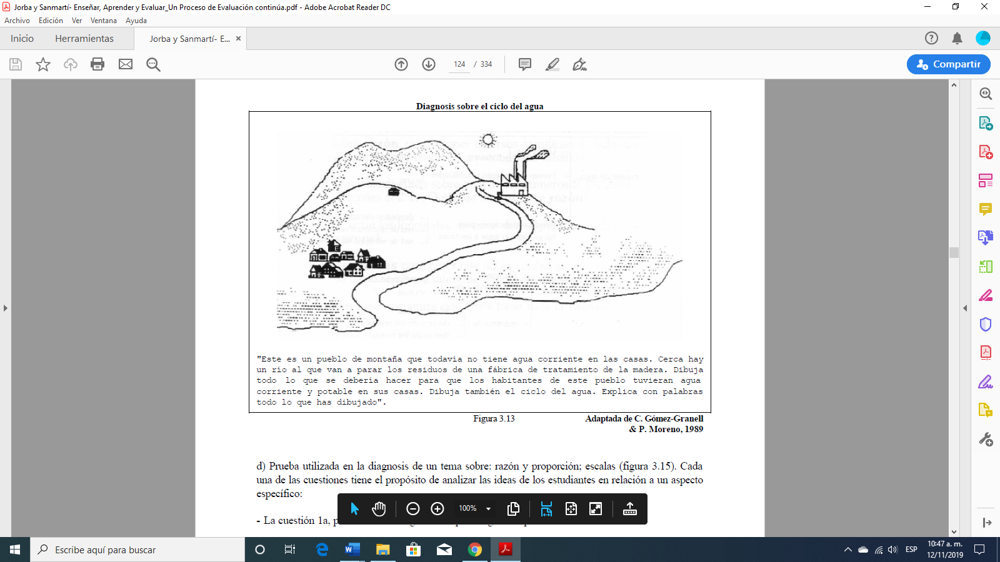 Jorba y Sanmartí- Enseñar, Aprender y Evaluar_Un Proceso de Evaluación continúa.pdf - Adobe Acrobat Reader DC
Archivo Edición Ver Ventana Ayuda
Inicio Herramientas Jorba y Sanmartí- E... ×
124 / 334
Compartir
Diagnosis sobre el ciclo del agua
"Este es un pueblo de montaña que todavía no tiene agua corriente en las casas. Cerca hay
un río al que van a parar los residuos de una fábrica de tratamiento de la madera. Dibuja
todo lo que se debería hacer para que los habitantes de este pueblo tuvieran agua
corriente y potable en sus casas. Dibuja también el ciclo del agua. Explica con palabras
todo lo que has dibujado".
Figura 3.13 Adaptada de C. Gómez-Granell
& P. Moreno, 1989
d) Prueba utilizada en la diagnosis de un tema sobre: razón y proporción; escalas (figura 3.15). Cada
una de las cuestiones tiene el propósito de analizar las ideas de los estudiantes en relación a un aspecto
específico:
- La cuestión 1a, p
100%
Escribe aquí para buscar
ESP
10:47 a. m.
12/11/2019